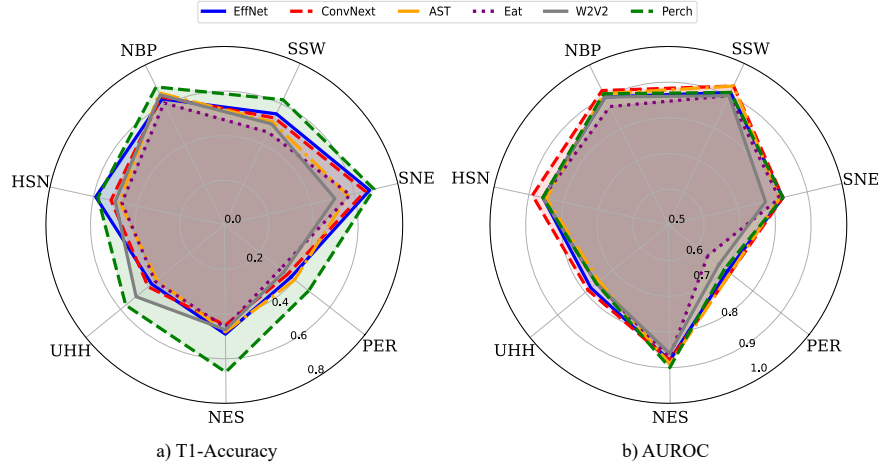 EffNet ConvNext AST Eat W2V2 Perch
NBP SSW SNE PER NES UHH HSN
0.0
0.2
0.4
0.6
0.8
a) T1-Accuracy
NBP SSW SNE PER NES UHH HSN
0.5
0.6
0.7
0.8
0.9
1.0
b) AUROC